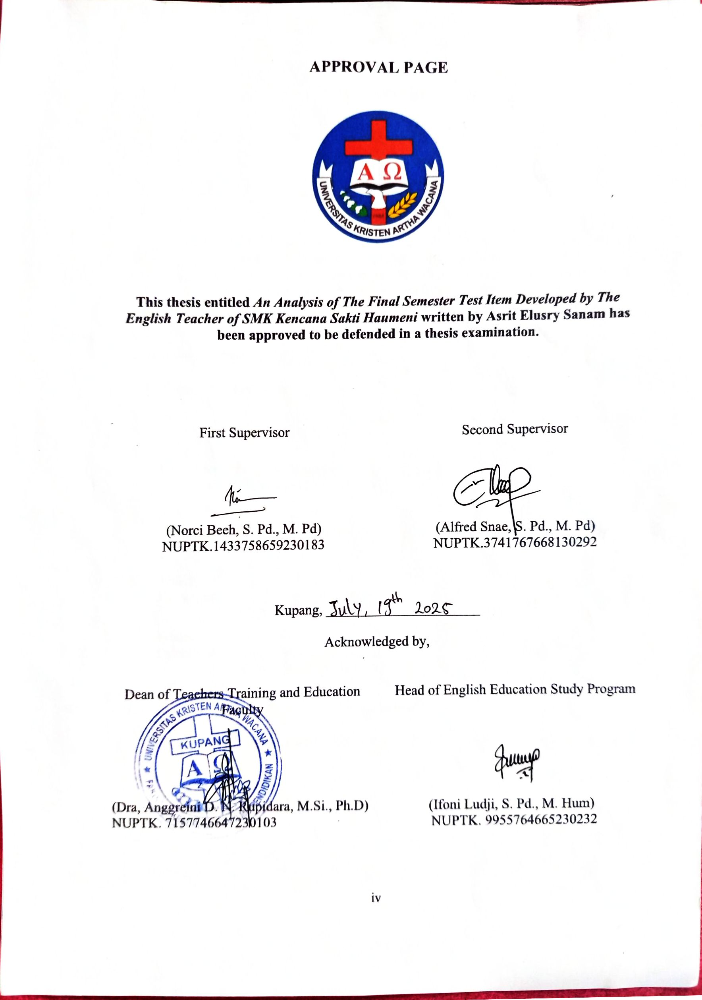 APPROVAL PAGE
Α Ω
UNIVERSITAS KRISTEN ARTHA WACANA
This thesis entitled An Analysis of The Final Semester Test Item Developed by The
English Teacher of SMK Kencana Sakti Haumeni written by Asrit Elusry Sanam has
been approved to be defended in a thesis examination.
First Supervisor
Second Supervisor
(Norci Beeh, S. Pd., M. Pd)
NUPTK.1433758659230183
(Alfred Snae, S. Pd., M. Pd)
NUPTK.3741767668130292
Kupang, July, 19th 2025
Acknowledged by,
Dean of Teachers Training and Education
Faculty
Head of English Education Study Program
UNIVERSITAS KRISTEN ARTHA WACANA
KUPANG
Α Ω
(Dra, Anggreini D. N. Rupidara, M.Si., Ph.D)
NUPTK. 7157746647230103
(Ifoni Ludji, S. Pd., M. Hum)
NUPTK. 9955764665230232
iv